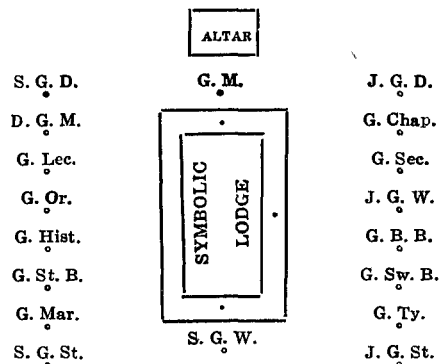 ALTAR
S. G. D. G. M. J. G. D.
D. G. M. G. Chap.
G. Lec. G. Sec.
G. Or. J. G. W.
SYMBOLIC
LODGE
G. Hist. G. B. B.
G. St. B. G. Sw. B.
G. Mar. G. Ty.
S. G. St. S. G. W. J. G. St.